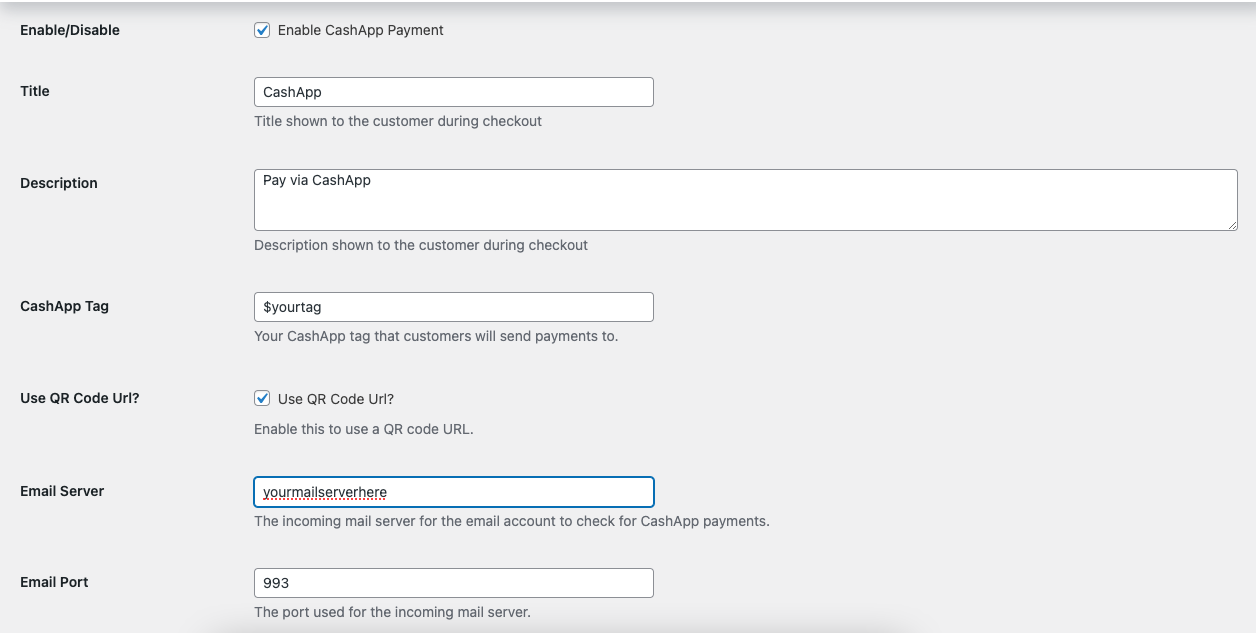 Enable/Disable
Enable CashApp Payment
Title
CashApp
Title shown to the customer during checkout
Description
Pay via CashApp
Description shown to the customer during checkout
CashApp Tag
$yourtag
Your CashApp tag that customers will send payments to.
Use QR Code Url?
Use QR Code Url?
Enable this to use a QR code URL.
Email Server
yourmailserverhere
The incoming mail server for the email account to check for CashApp payments.
Email Port
993
The port used for the incoming mail server.